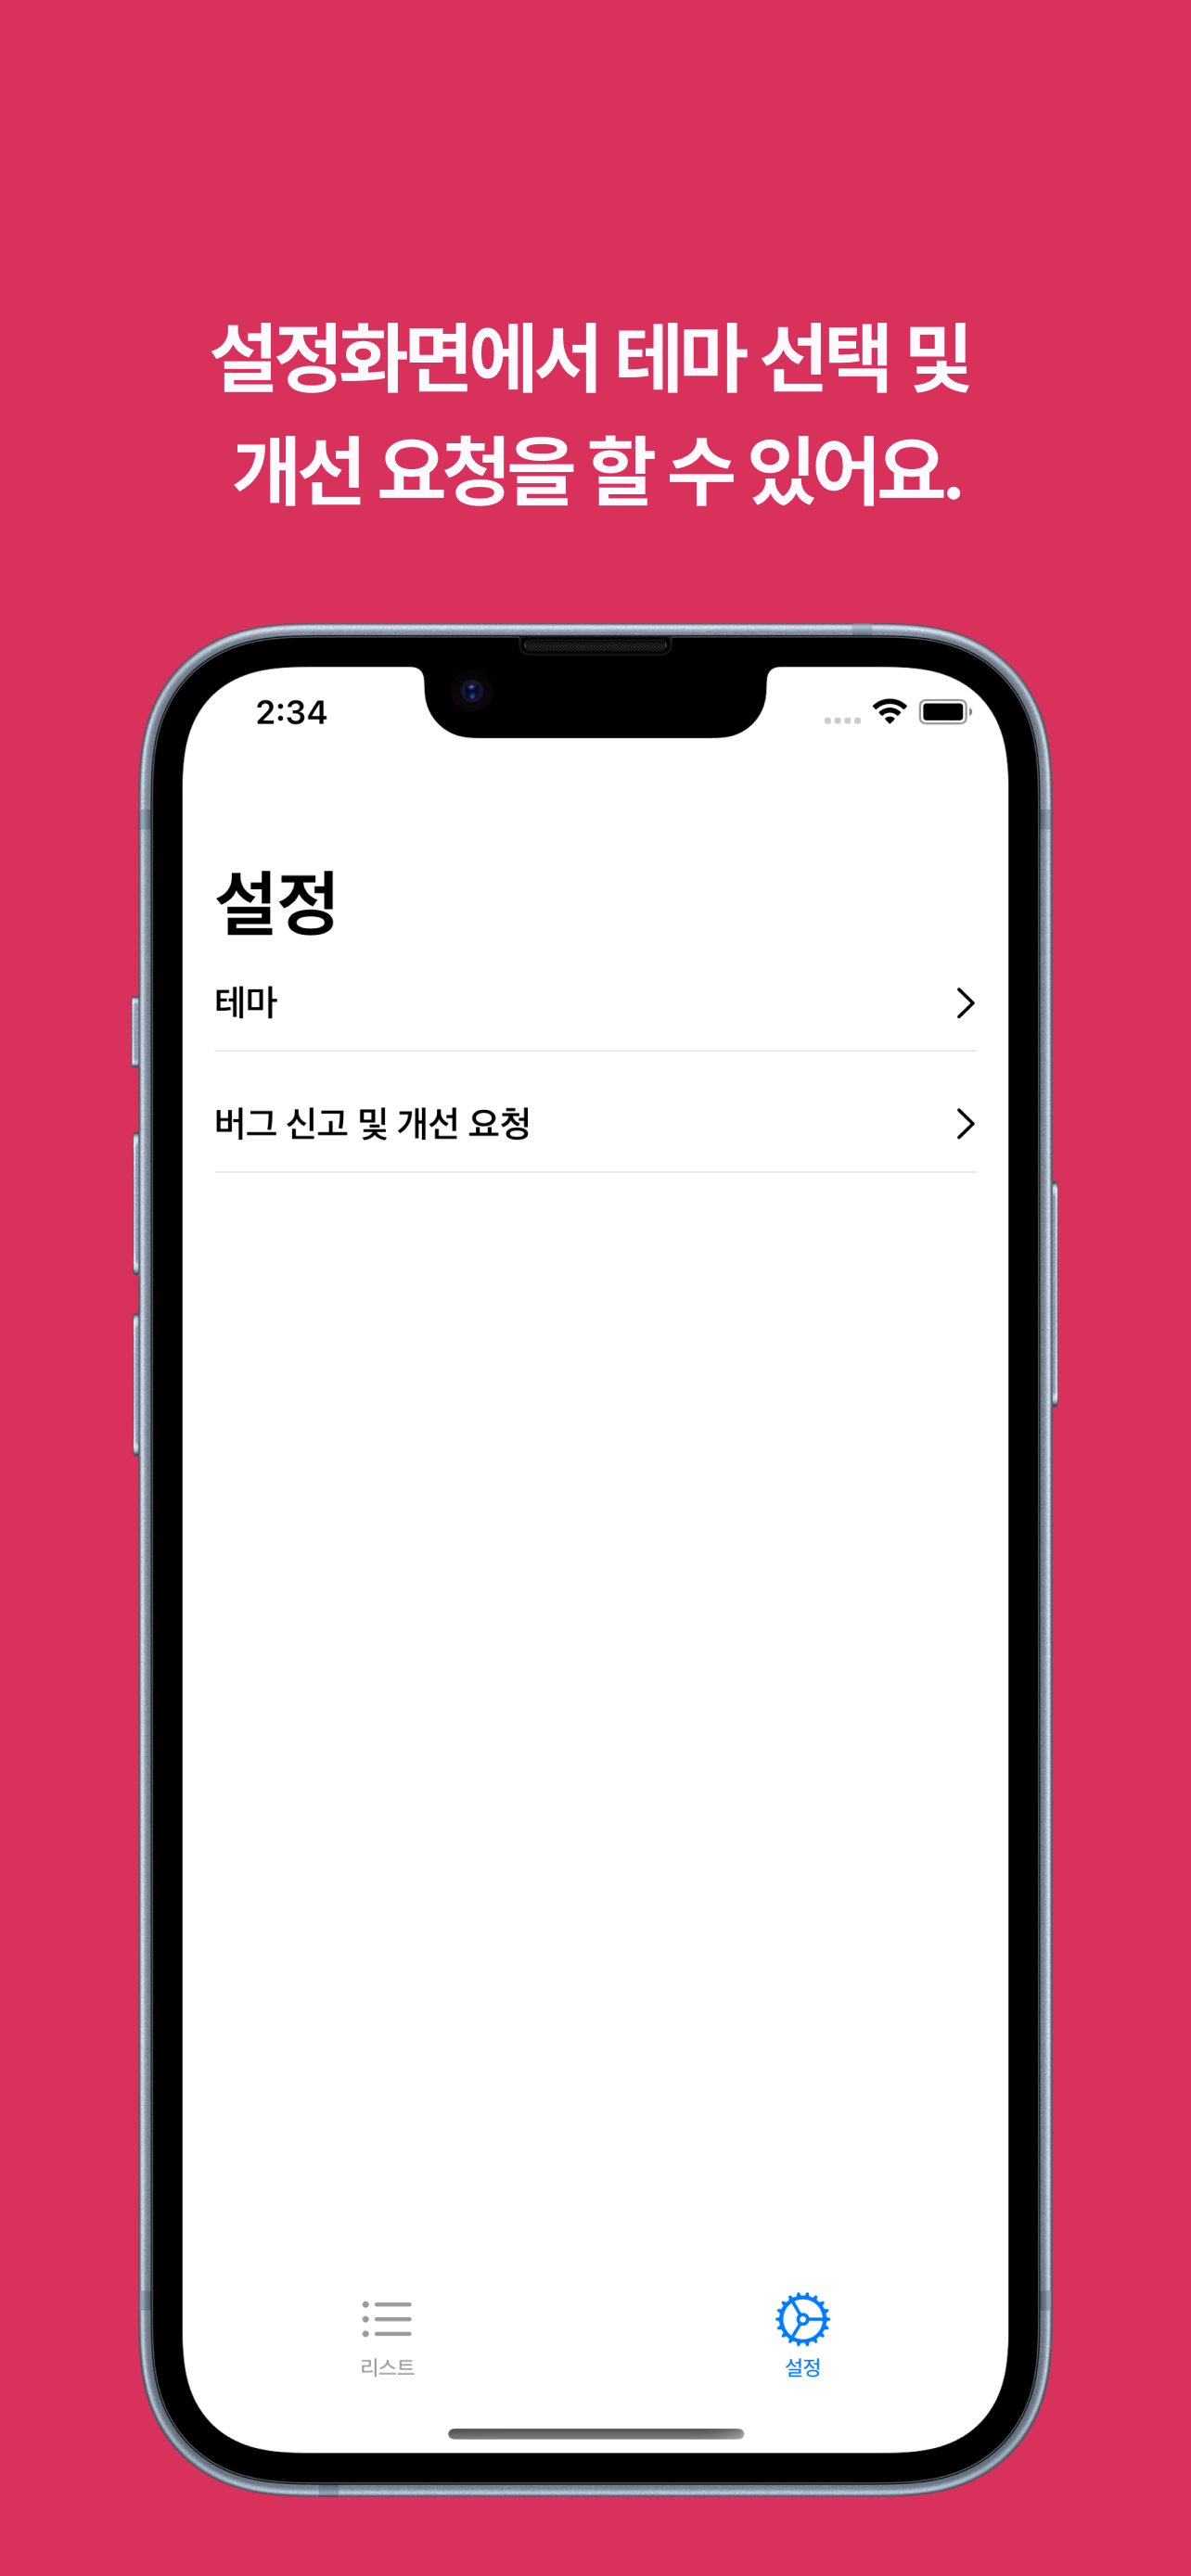 설정화면에서 테마 선택 및
개선 요청을 할 수 있어요.
2:34
설정
테마
버그 신고 및 개선 요청
리스트
설정